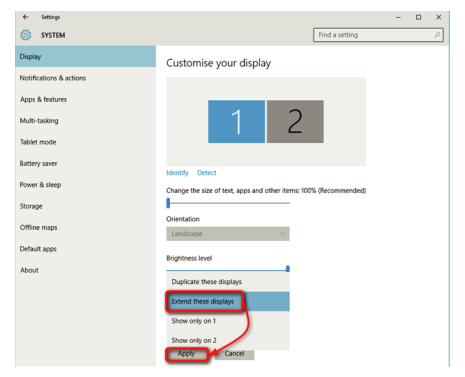 Settings
SYSTEM
Find a setting
Display
Notifications & actions
Apps & features
Multi-tasking
Tablet mode
Battery saver
Power & sleep
Storage
Offline maps
Default apps
About
Customise your display
1 2
Identify Detect
Change the size of text, apps and other items: 100% (Recommended)
Orientation
Landscape
Brightness level
Duplicate these displays
Extend these displays
Show only on 1
Show only on 2
Apply Cancel